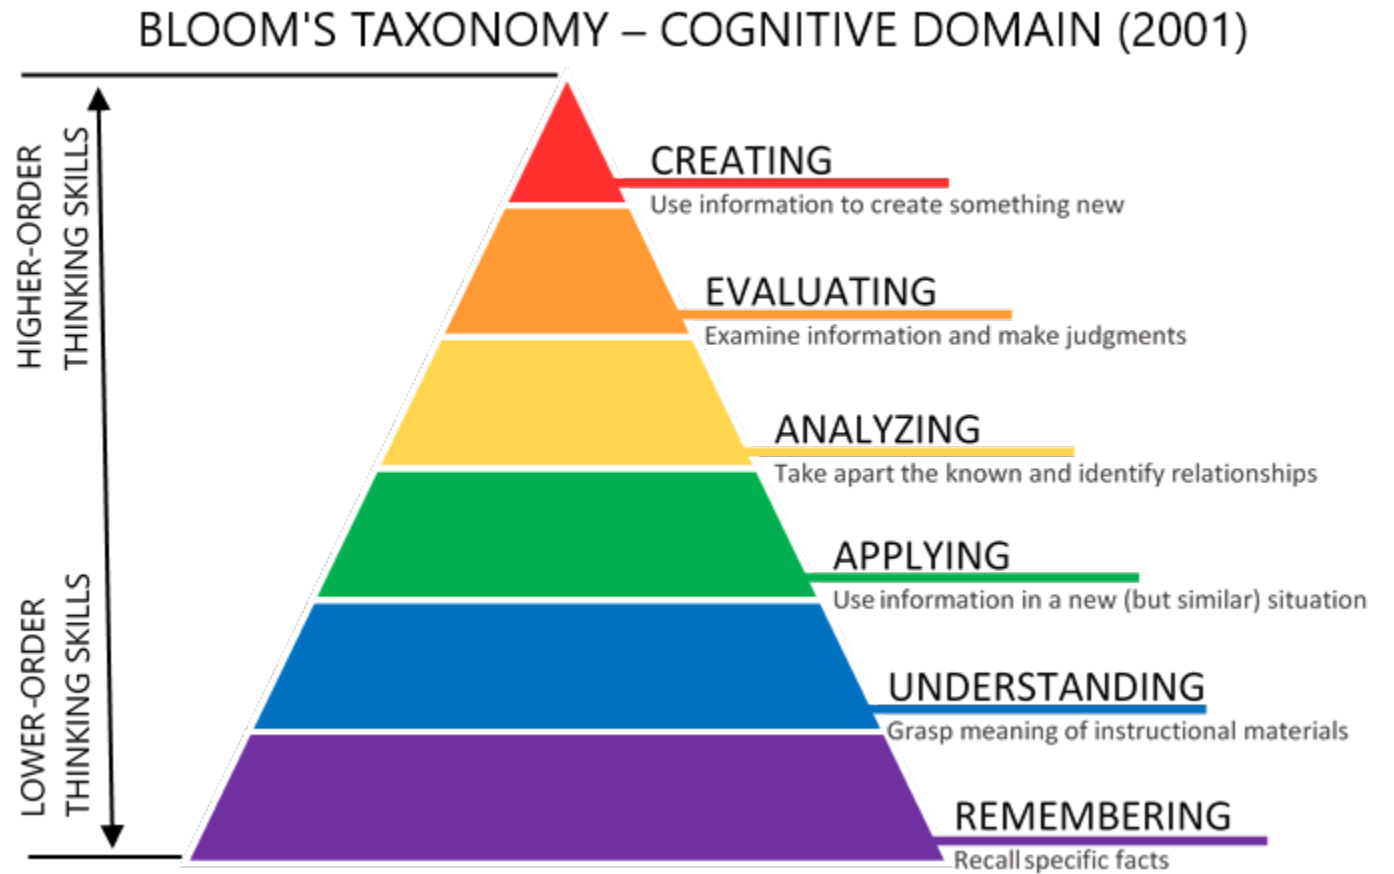 BLOOM'S TAXONOMY – COGNITIVE DOMAIN (2001)
HIGHER-ORDER
THINKING SKILLS
LOWER-ORDER
THINKING SKILLS
CREATING
Use information to create something new
EVALUATING
Examine information and make judgments
ANALYZING
Take apart the known and identify relationships
APPLYING
Use information in a new (but similar) situation
UNDERSTANDING
Grasp meaning of instructional materials
REMEMBERING
Recall specific facts